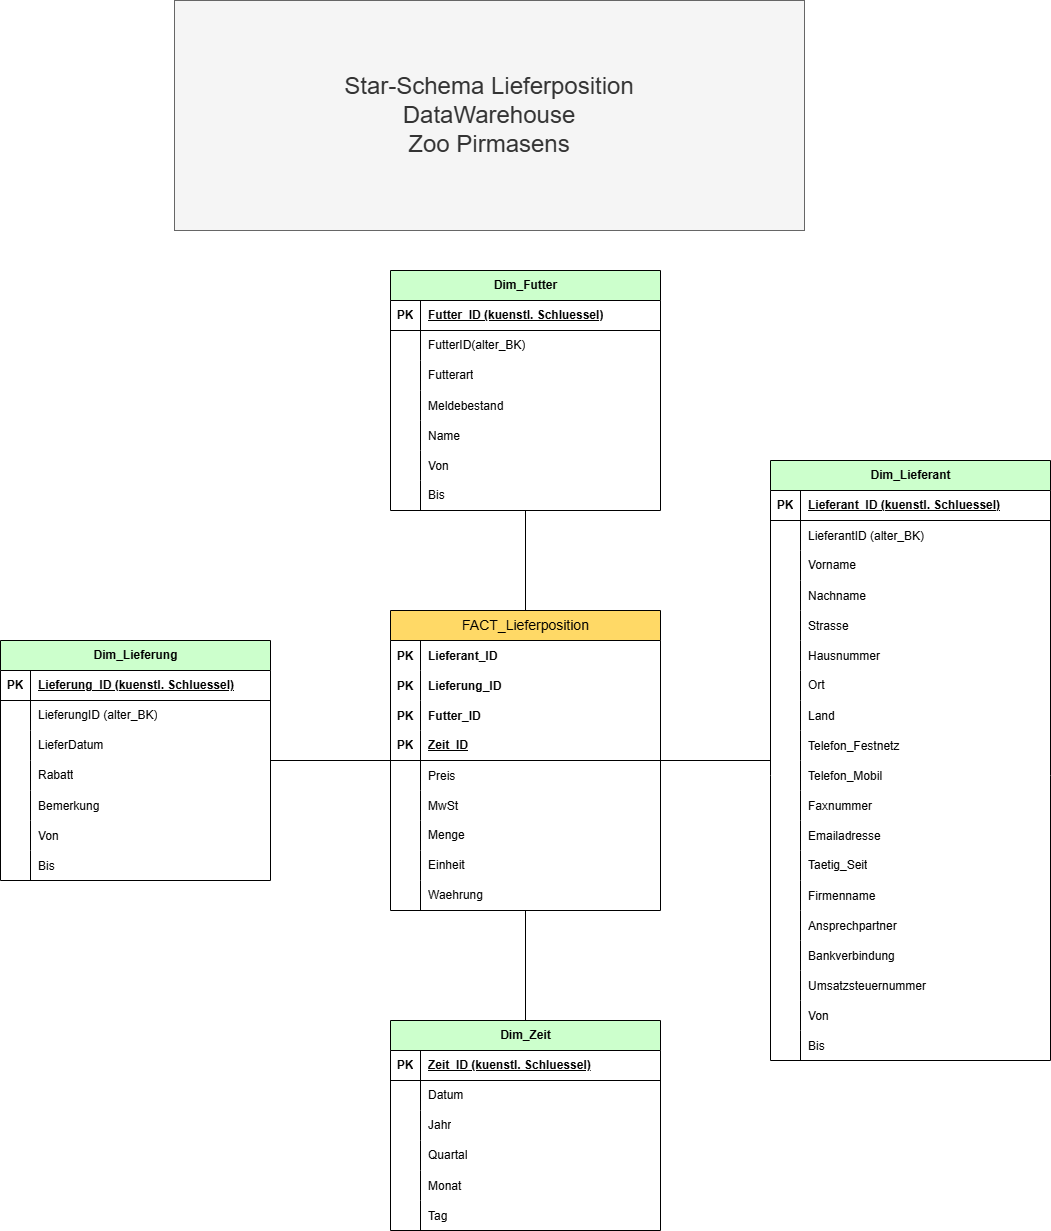 Star-Schema Lieferposition
DataWarehouse
Zoo Pirmasens
Dim_Futter
PK Futter_ID (kuenstl. Schluessel)
FutterID(alter_BK)
Futterart
Meldebestand
Name
Von
Bis
Dim_Lieferant
PK Lieferant_ID (kuenstl. Schluessel)
LieferantID (alter_BK)
Vorname
Nachname
Strasse
Hausnummer
Ort
Land
Telefon_Festnetz
Telefon_Mobil
Faxnummer
Emailadresse
Taetig_Seit
Firmenname
Ansprechpartner
Bankverbindung
Umsatzsteuernummer
Von
Bis
FACT_Lieferposition
PK Lieferant_ID
PK Lieferung_ID
PK Futter_ID
PK Zeit_ID
Preis
MwSt
Menge
Einheit
Waehrung
Dim_Lieferung
PK Lieferung_ID (kuenstl. Schluessel)
LieferungID (alter_BK)
LieferDatum
Rabatt
Bemerkung
Von
Bis
Dim_Zeit
PK Zeit_ID (kuenstl. Schluessel)
Datum
Jahr
Quartal
Monat
Tag